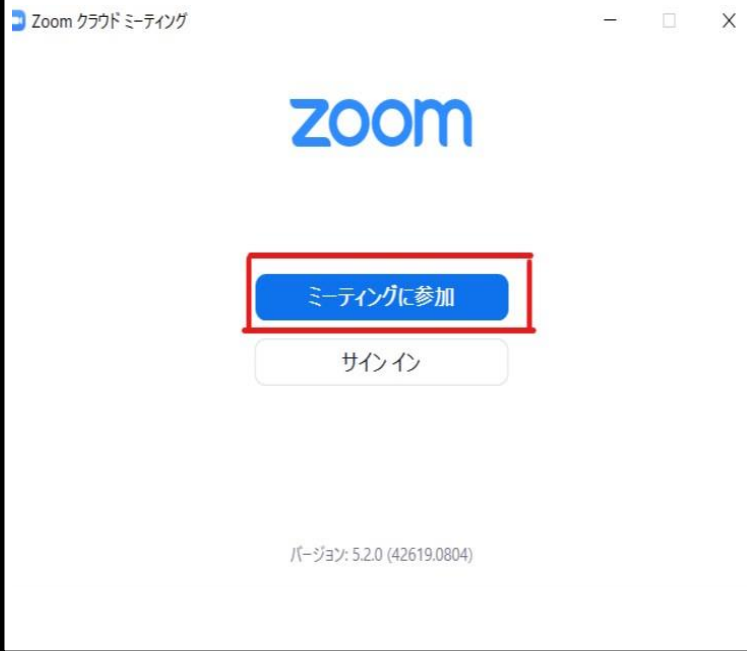 Zoom クラウド ミーティング
zoom
ミーティングに参加
サイン イン
バージョン: 5.2.0 (42619.0804)